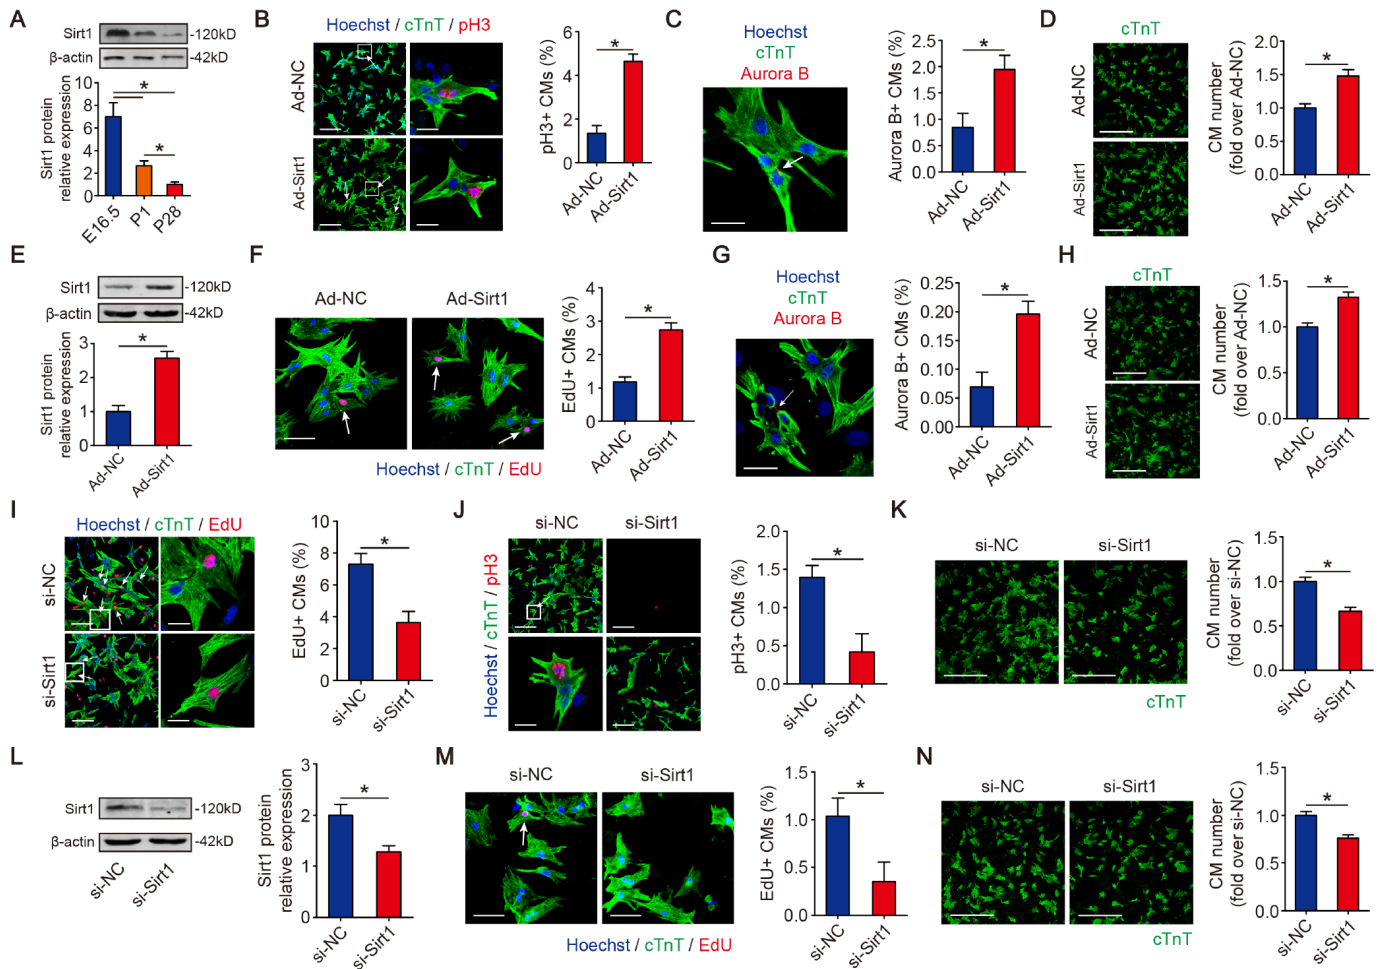 A
Sirt1
-120kD
β-actin
-42kD
Sirt1 protein
relative expression
8
6
4
2
0
*
*
*
E16.5
P1
P28
B
Hoechst / cTnT / pH3
Ad-NC
Ad-Sirt1
pH3+ CMs (%)
6
4
2
0
*
Ad-NC
Ad-Sirt1
C
Hoechst
cTnT
Aurora B
Aurora B+ CMs (%)
2.5
2.0
1.5
1.0
0.5
0.0
*
Ad-NC
Ad-Sirt1
D
cTnT
Ad-NC
Ad-Sirt1
CM number
(fold over Ad-NC)
2.0
1.5
1.0
0.5
0.0
*
Ad-NC
Ad-Sirt1
E
Sirt1
-120kD
β-actin
-42kD
Sirt1 protein
relative expression
3
2
1
0
*
Ad-NC
Ad-Sirt1
F
Ad-NC
Ad-Sirt1
Hoechst / cTnT / EdU
EdU+ CMs (%)
4
3
2
1
0
*
Ad-NC
Ad-Sirt1
G
Hoechst
cTnT
Aurora B
Aurora B+ CMs (%)
0.25
0.20
0.15
0.10
0.05
0.00
*
Ad-NC
Ad-Sirt1
H
cTnT
Ad-NC
Ad-Sirt1
CM number
(fold over Ad-NC)
1.5
1.0
0.5
0.0
*
Ad-NC
Ad-Sirt1
I
Hoechst / cTnT / EdU
si-NC
si-Sirt1
EdU+ CMs (%)
8
6
4
2
0
*
si-NC
si-Sirt1
J
si-NC
si-Sirt1
Hoechst / cTnT / pH3
pH3+ CMs (%)
2.0
1.5
1.0
0.5
0.0
*
si-NC
si-Sirt1
K
si-NC
si-Sirt1
cTnT
CM number
(fold over si-NC)
1.5
1.0
0.5
0.0
*
si-NC
si-Sirt1
L
Sirt1
-120kD
β-actin
-42kD
si-NC
si-Sirt1
Sirt1 protein
relative expression
3
2
1
0
*
si-NC
si-Sirt1
M
si-NC
si-Sirt1
Hoechst / cTnT / EdU
EdU+ CMs (%)
1.5
1.0
0.5
0.0
*
si-NC
si-Sirt1
N
si-NC
si-Sirt1
cTnT
CM number
(fold over si-NC)
1.5
1.0
0.5
0.0
*
si-NC
si-Sirt1